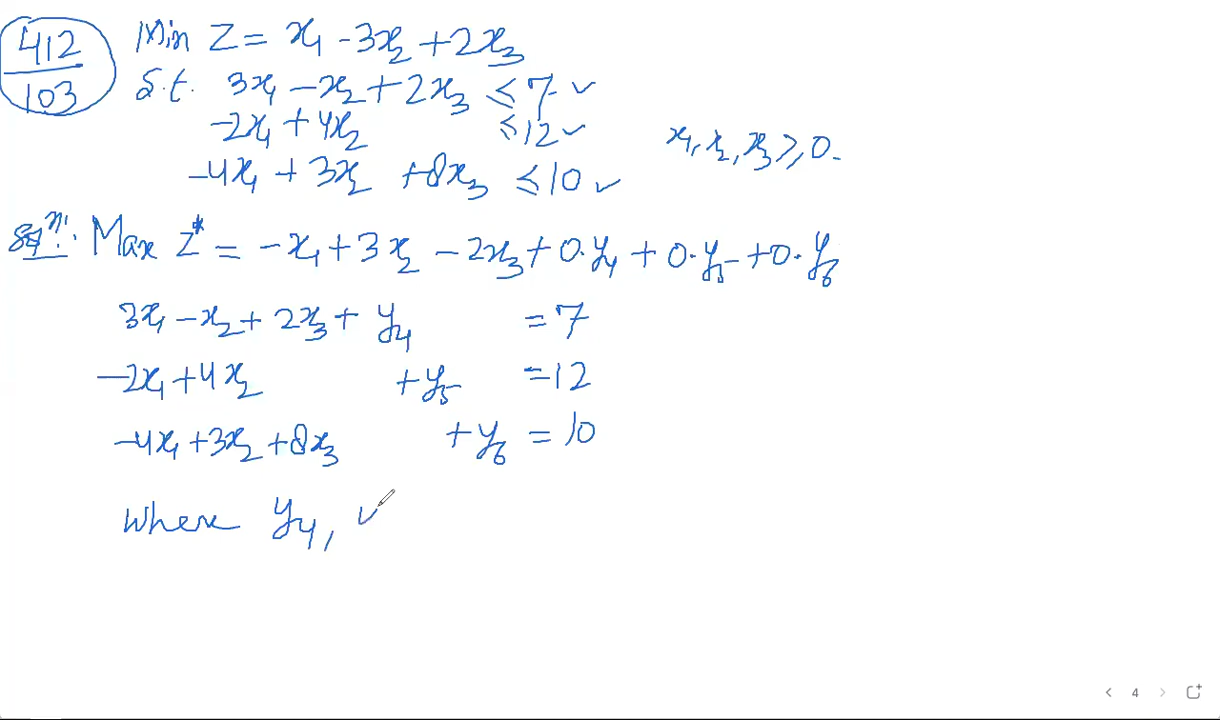 412/103 Min Z = x₁ - 3x₂ + 2x₃
S.t. 3x₁ - x₂ + 2x₃ ≤ 7 ✓
-2x₁ + 4x₂ ≤ 12 ✓ x₁, x₂, x₃ ≥, 0.
-4x₁ + 3x₂ + 8x₃ ≤ 10 ✓
Solⁿ: Max Z* = -x₁ + 3x₂ - 2x₃ + 0.y₄ + 0.y₅ + 0.y₆
3x₁ - x₂ + 2x₃ + y₄ = 7
-2x₁ + 4x₂ + y₅ = 12
-4x₁ + 3x₂ + 8x₃ + y₆ = 10
Where y₄,
4